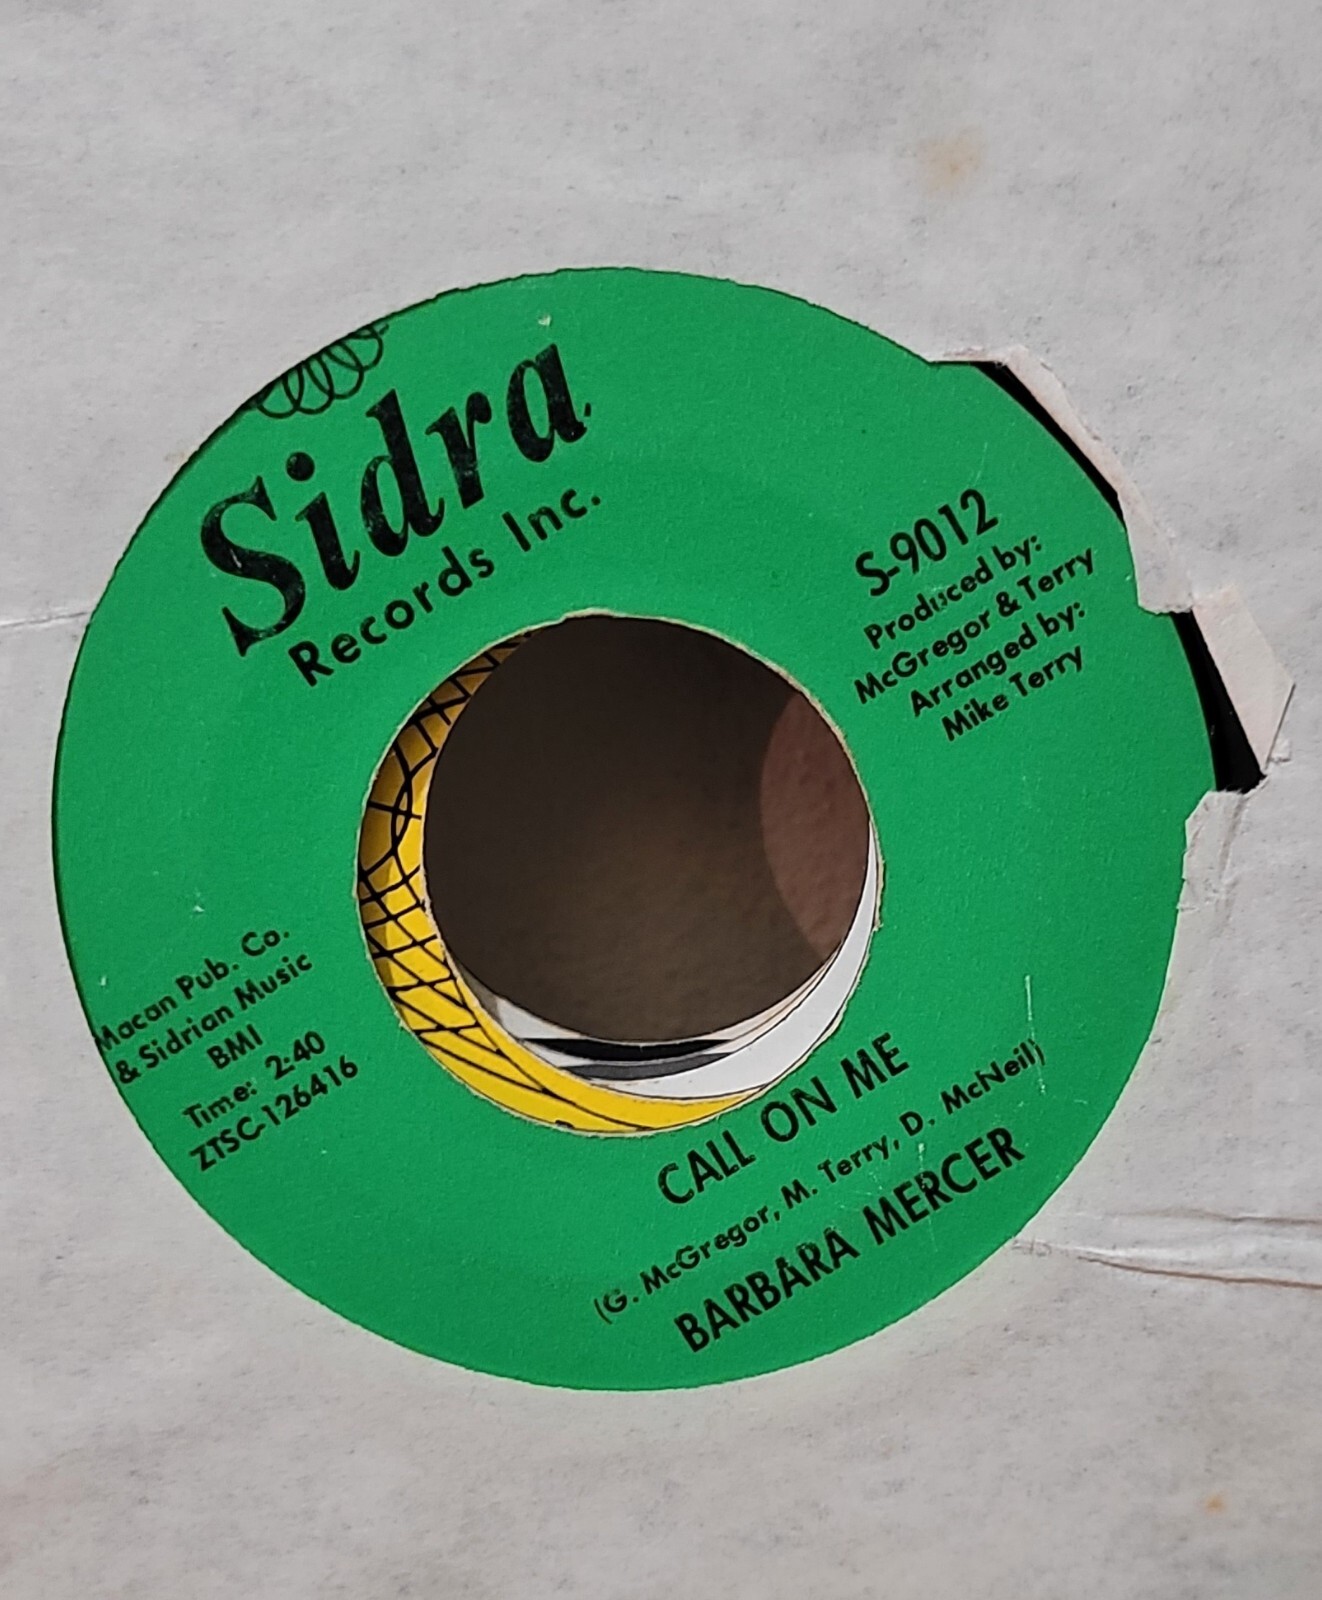 Sidra
Records Inc.
S-9012
Produced by:
McGregor & Terry
Arranged by:
Mike Terry
Macan Pub. Co.
& Sidrian Music
BMI
Time: 2:40
ZTSC-126416
CALL ON ME
(G. McGregor, M. Terry, D. McNeil)
BARBARA MERCER